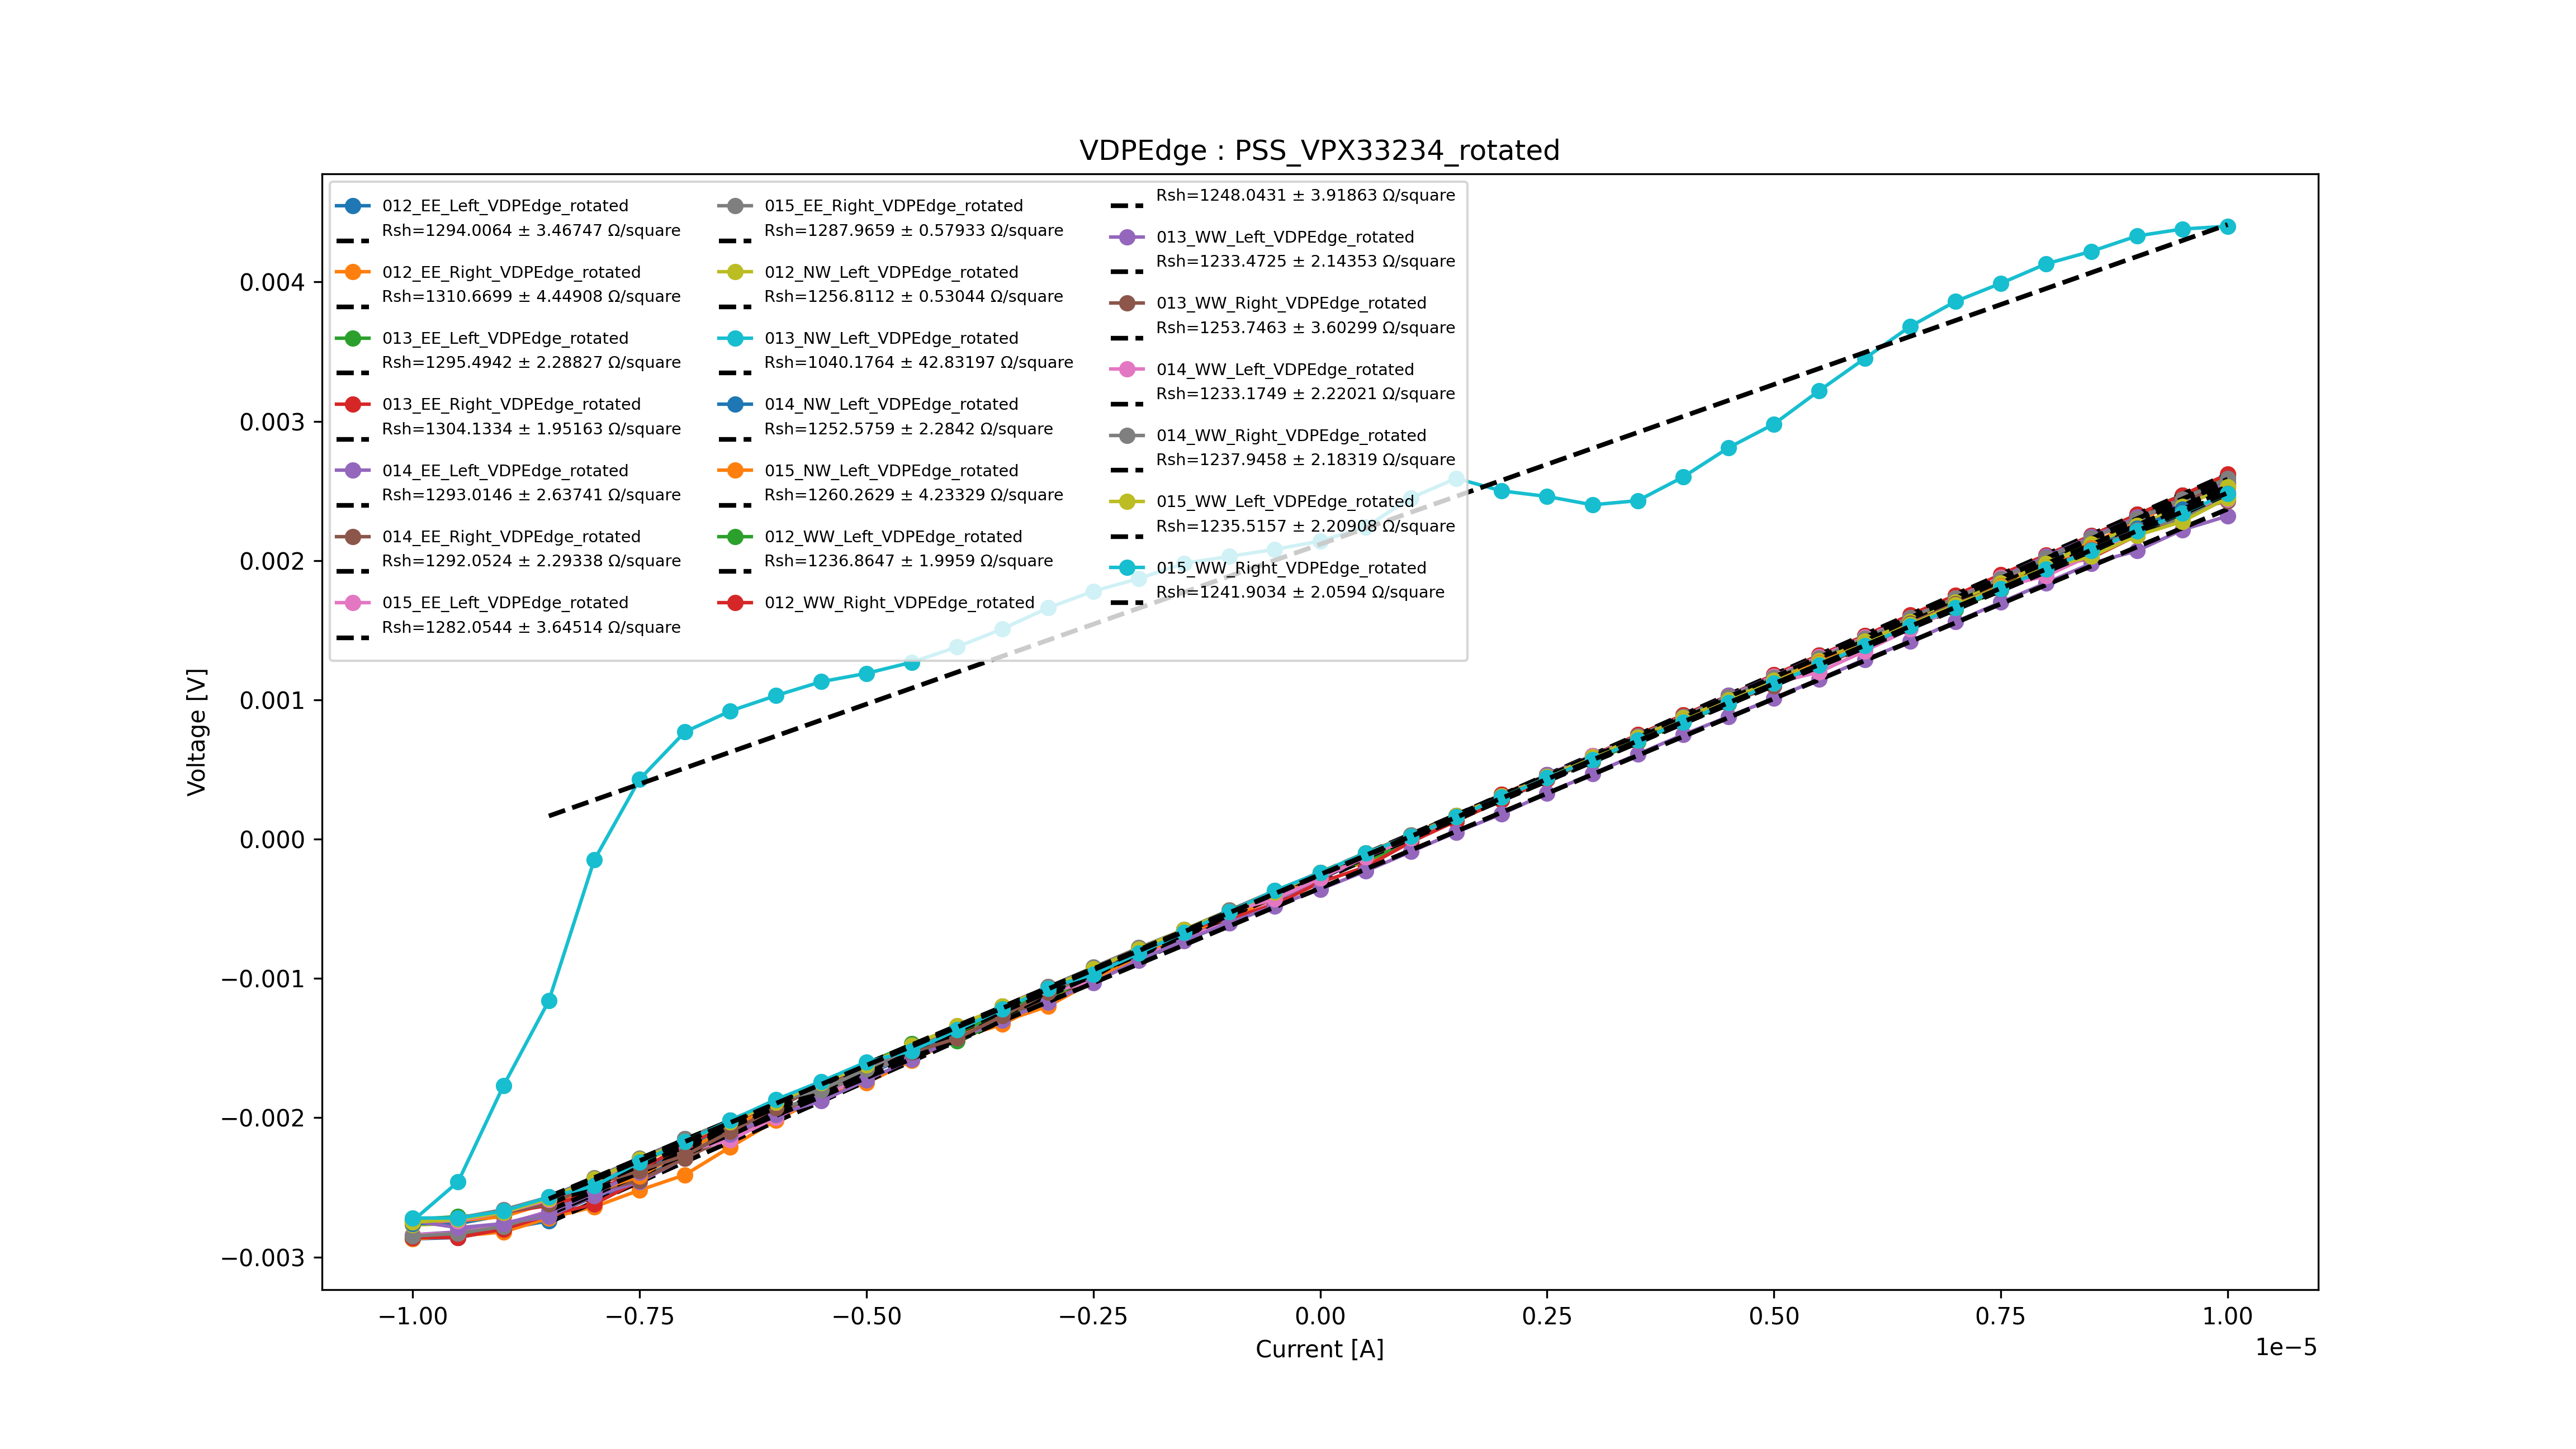 VDPEdge : PSS_VPX33234_rotated
012_EE_Left_VDPEdge_rotated
Rsh=1294.0064 ± 3.46747 Ω/square
012_EE_Right_VDPEdge_rotated
Rsh=1310.6699 ± 4.44908 Ω/square
013_EE_Left_VDPEdge_rotated
Rsh=1295.4942 ± 2.28827 Ω/square
013_EE_Right_VDPEdge_rotated
Rsh=1304.1334 ± 1.95163 Ω/square
014_EE_Left_VDPEdge_rotated
Rsh=1293.0146 ± 2.63741 Ω/square
014_EE_Right_VDPEdge_rotated
Rsh=1292.0524 ± 2.29338 Ω/square
015_EE_Left_VDPEdge_rotated
Rsh=1282.0544 ± 3.64514 Ω/square
015_EE_Right_VDPEdge_rotated
Rsh=1287.9659 ± 0.57933 Ω/square
012_NW_Left_VDPEdge_rotated
Rsh=1256.8112 ± 0.53044 Ω/square
013_NW_Left_VDPEdge_rotated
Rsh=1040.1764 ± 42.83197 Ω/square
014_NW_Left_VDPEdge_rotated
Rsh=1252.5759 ± 2.2842 Ω/square
015_NW_Left_VDPEdge_rotated
Rsh=1260.2629 ± 4.23329 Ω/square
012_WW_Left_VDPEdge_rotated
Rsh=1236.8647 ± 1.9959 Ω/square
012_WW_Right_VDPEdge_rotated
Rsh=1248.0431 ± 3.91863 Ω/square
013_WW_Left_VDPEdge_rotated
Rsh=1233.4725 ± 2.14353 Ω/square
013_WW_Right_VDPEdge_rotated
Rsh=1253.7463 ± 3.60299 Ω/square
014_WW_Left_VDPEdge_rotated
Rsh=1233.1749 ± 2.22021 Ω/square
014_WW_Right_VDPEdge_rotated
Rsh=1237.9458 ± 2.18319 Ω/square
015_WW_Left_VDPEdge_rotated
Rsh=1235.5157 ± 2.20908 Ω/square
015_WW_Right_VDPEdge_rotated
Rsh=1241.9034 ± 2.0594 Ω/square
Voltage [V]
0.004
0.003
0.002
0.001
0.000
−0.001
−0.002
−0.003
−1.00
−0.75
−0.50
−0.25
0.00
0.25
0.50
0.75
1.00
1e−5
Current [A]